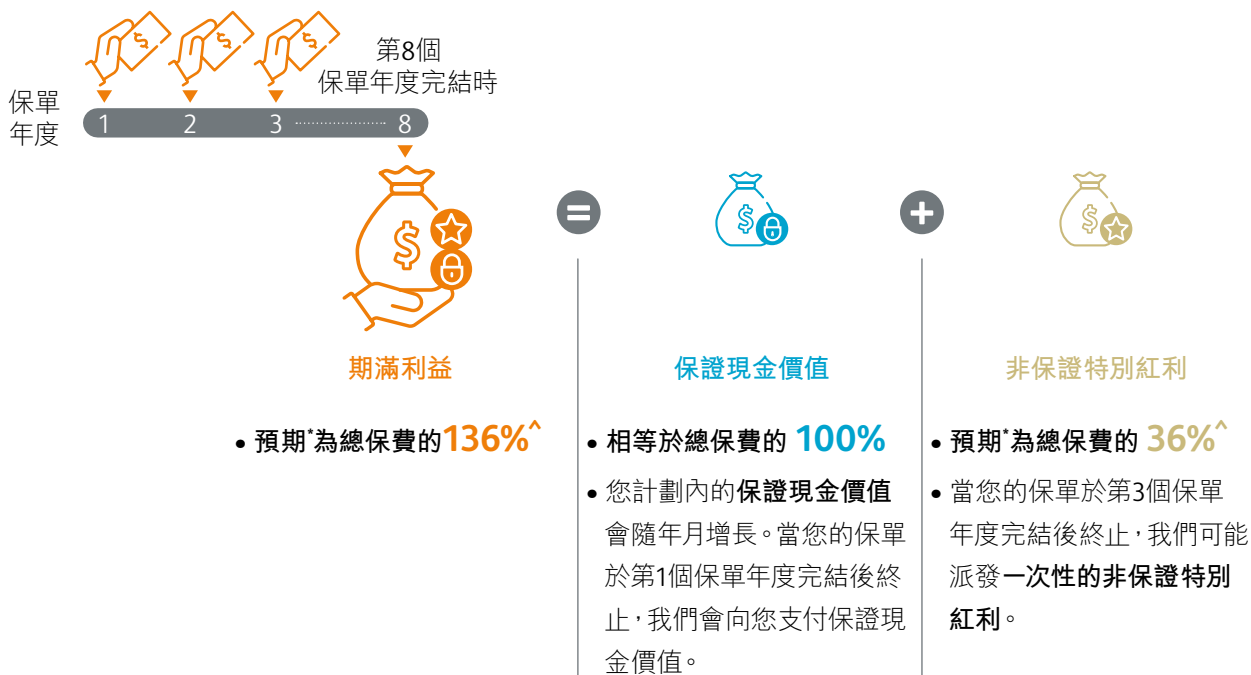 第8個
保單年度完結時
保單
年度
1 2 3 8
期滿利益
• 預期*為總保費的136%^
保證現金價值
• 相等於總保費的 100%
• 您計劃內的保證現金價值
會隨年月增長。當您的保單
於第1個保單年度完結後終
止,我們會向您支付保證現
金價值。
非保證特別紅利
• 預期*為總保費的 36%^
• 當您的保單於第3個保單
年度完結後終止,我們可能
派發一次性的非保證特別
紅利。